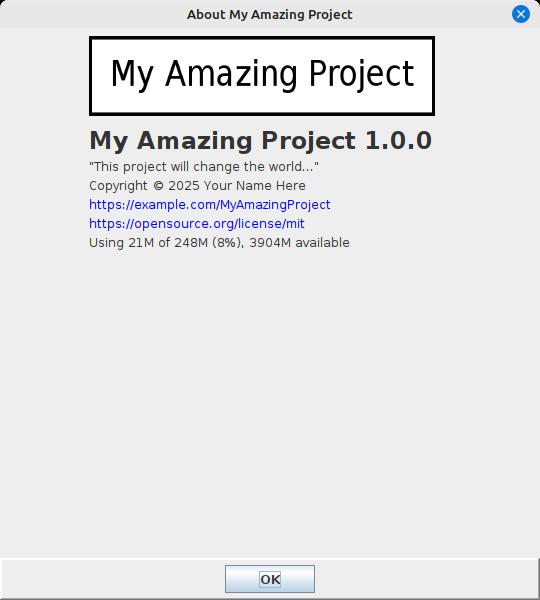 About My Amazing Project
My Amazing Project
My Amazing Project 1.0.0
"This project will change the world..."
Copyright © 2025 Your Name Here
https://example.com/MyAmazingProject
https://opensource.org/license/mit
Using 21M of 248M (8%), 3904M available
OK